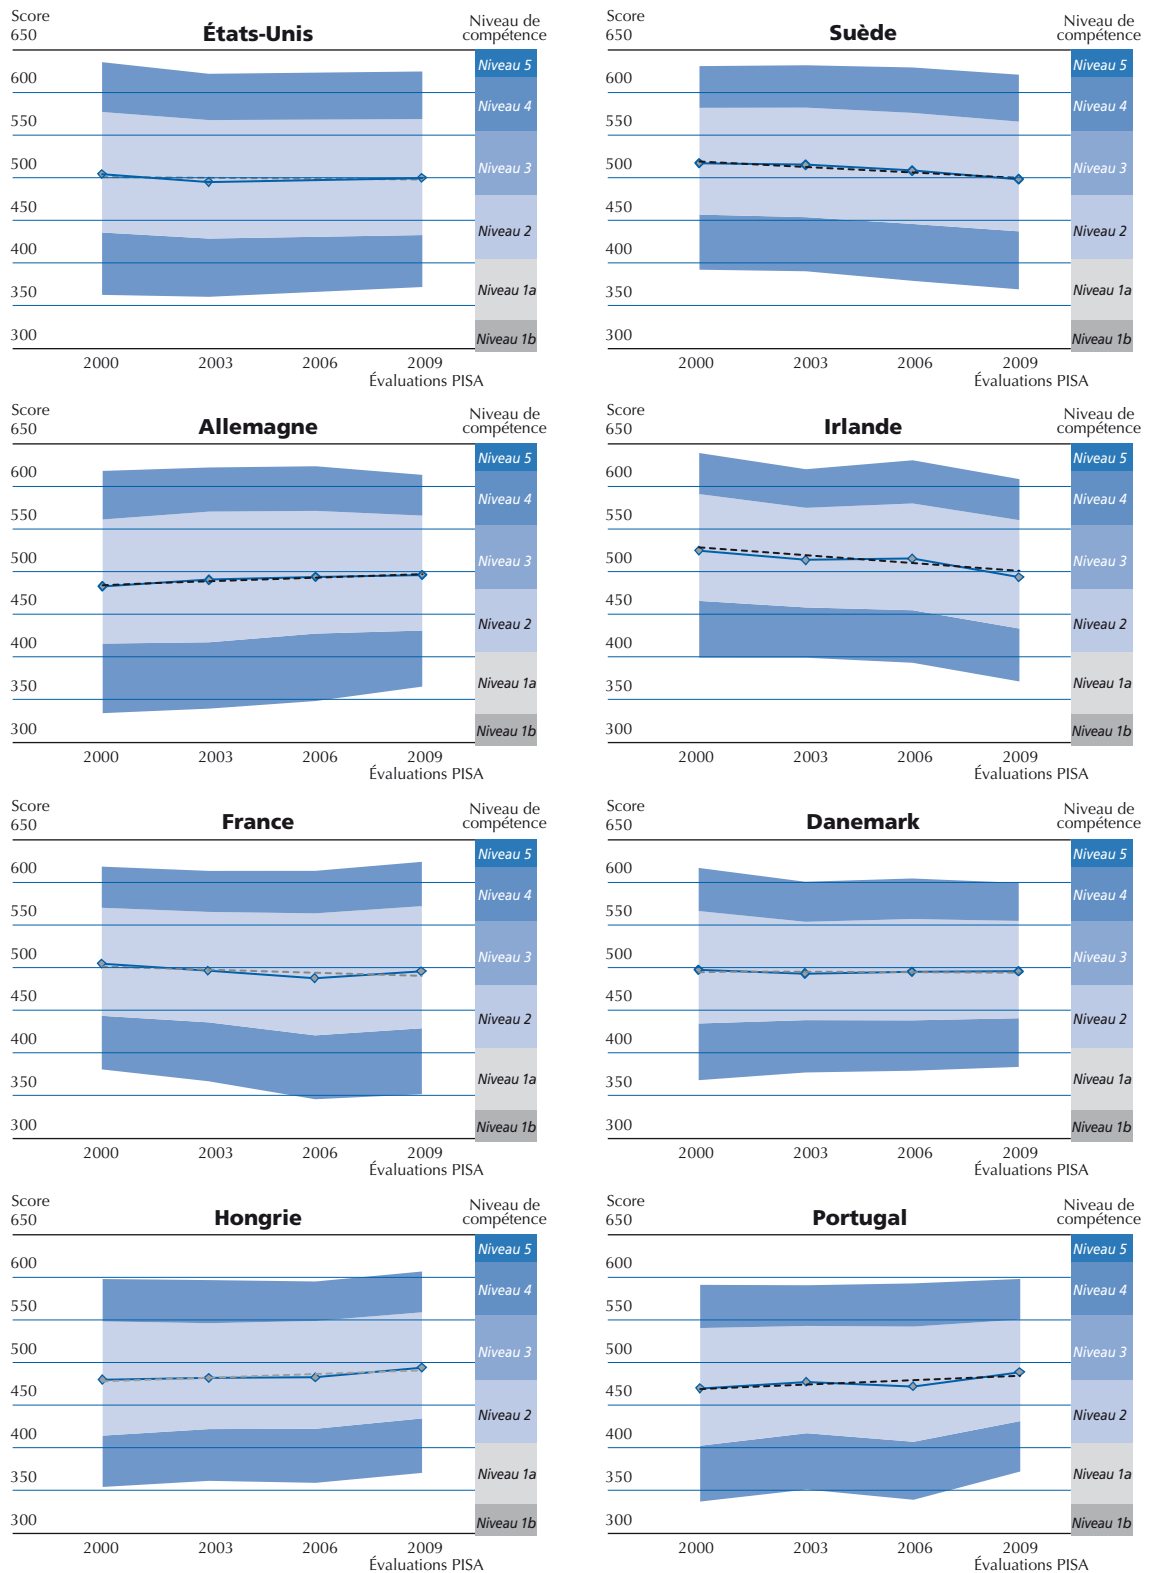 Score
650
États-Unis
Niveau de
compétence
600
550
500
450
400
350
300
Niveau 5
Niveau 4
Niveau 3
Niveau 2
Niveau 1a
Niveau 1b
2000 2003 2006 2009
Évaluations PISA
Score
650
Suède
Niveau de
compétence
600
550
500
450
400
350
300
Niveau 5
Niveau 4
Niveau 3
Niveau 2
Niveau 1a
Niveau 1b
2000 2003 2006 2009
Évaluations PISA
Score
650
Allemagne
Niveau de
compétence
600
550
500
450
400
350
300
Niveau 5
Niveau 4
Niveau 3
Niveau 2
Niveau 1a
Niveau 1b
2000 2003 2006 2009
Évaluations PISA
Score
650
Irlande
Niveau de
compétence
600
550
500
450
400
350
300
Niveau 5
Niveau 4
Niveau 3
Niveau 2
Niveau 1a
Niveau 1b
2000 2003 2006 2009
Évaluations PISA
Score
650
France
Niveau de
compétence
600
550
500
450
400
350
300
Niveau 5
Niveau 4
Niveau 3
Niveau 2
Niveau 1a
Niveau 1b
2000 2003 2006 2009
Évaluations PISA
Score
650
Danemark
Niveau de
compétence
600
550
500
450
400
350
300
Niveau 5
Niveau 4
Niveau 3
Niveau 2
Niveau 1a
Niveau 1b
2000 2003 2006 2009
Évaluations PISA
Score
650
Hongrie
Niveau de
compétence
600
550
500
450
400
350
300
Niveau 5
Niveau 4
Niveau 3
Niveau 2
Niveau 1a
Niveau 1b
2000 2003 2006 2009
Évaluations PISA
Score
650
Portugal
Niveau de
compétence
600
550
500
450
400
350
300
Niveau 5
Niveau 4
Niveau 3
Niveau 2
Niveau 1a
Niveau 1b
2000 2003 2006 2009
Évaluations PISA